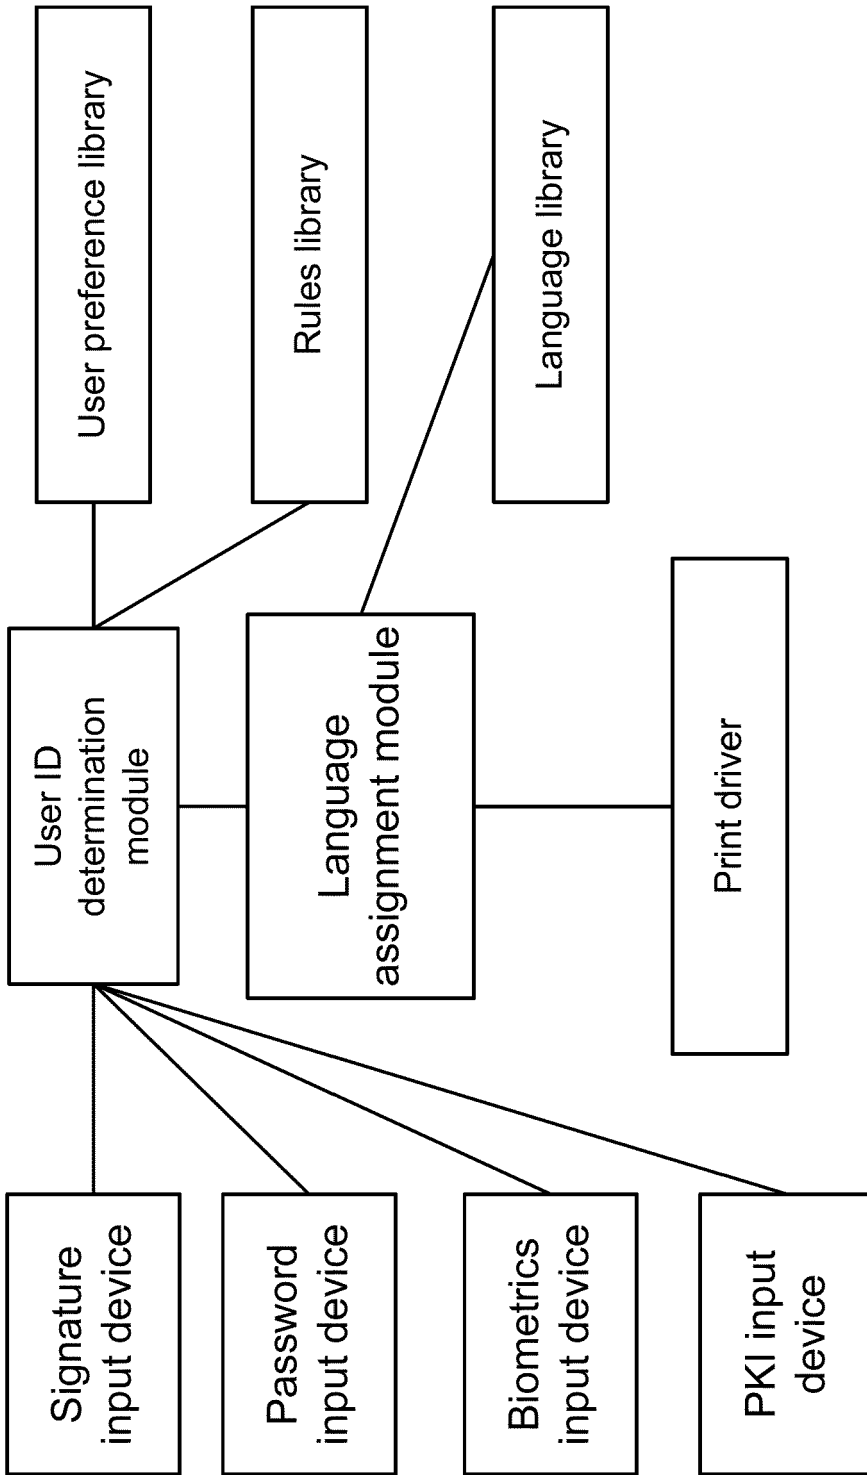 Signature
input device
Password
input device
Biometrics
input device
PKI input
device
User ID
determination
module
Language
assignment module
Print driver
User preference library
Rules library
Language library